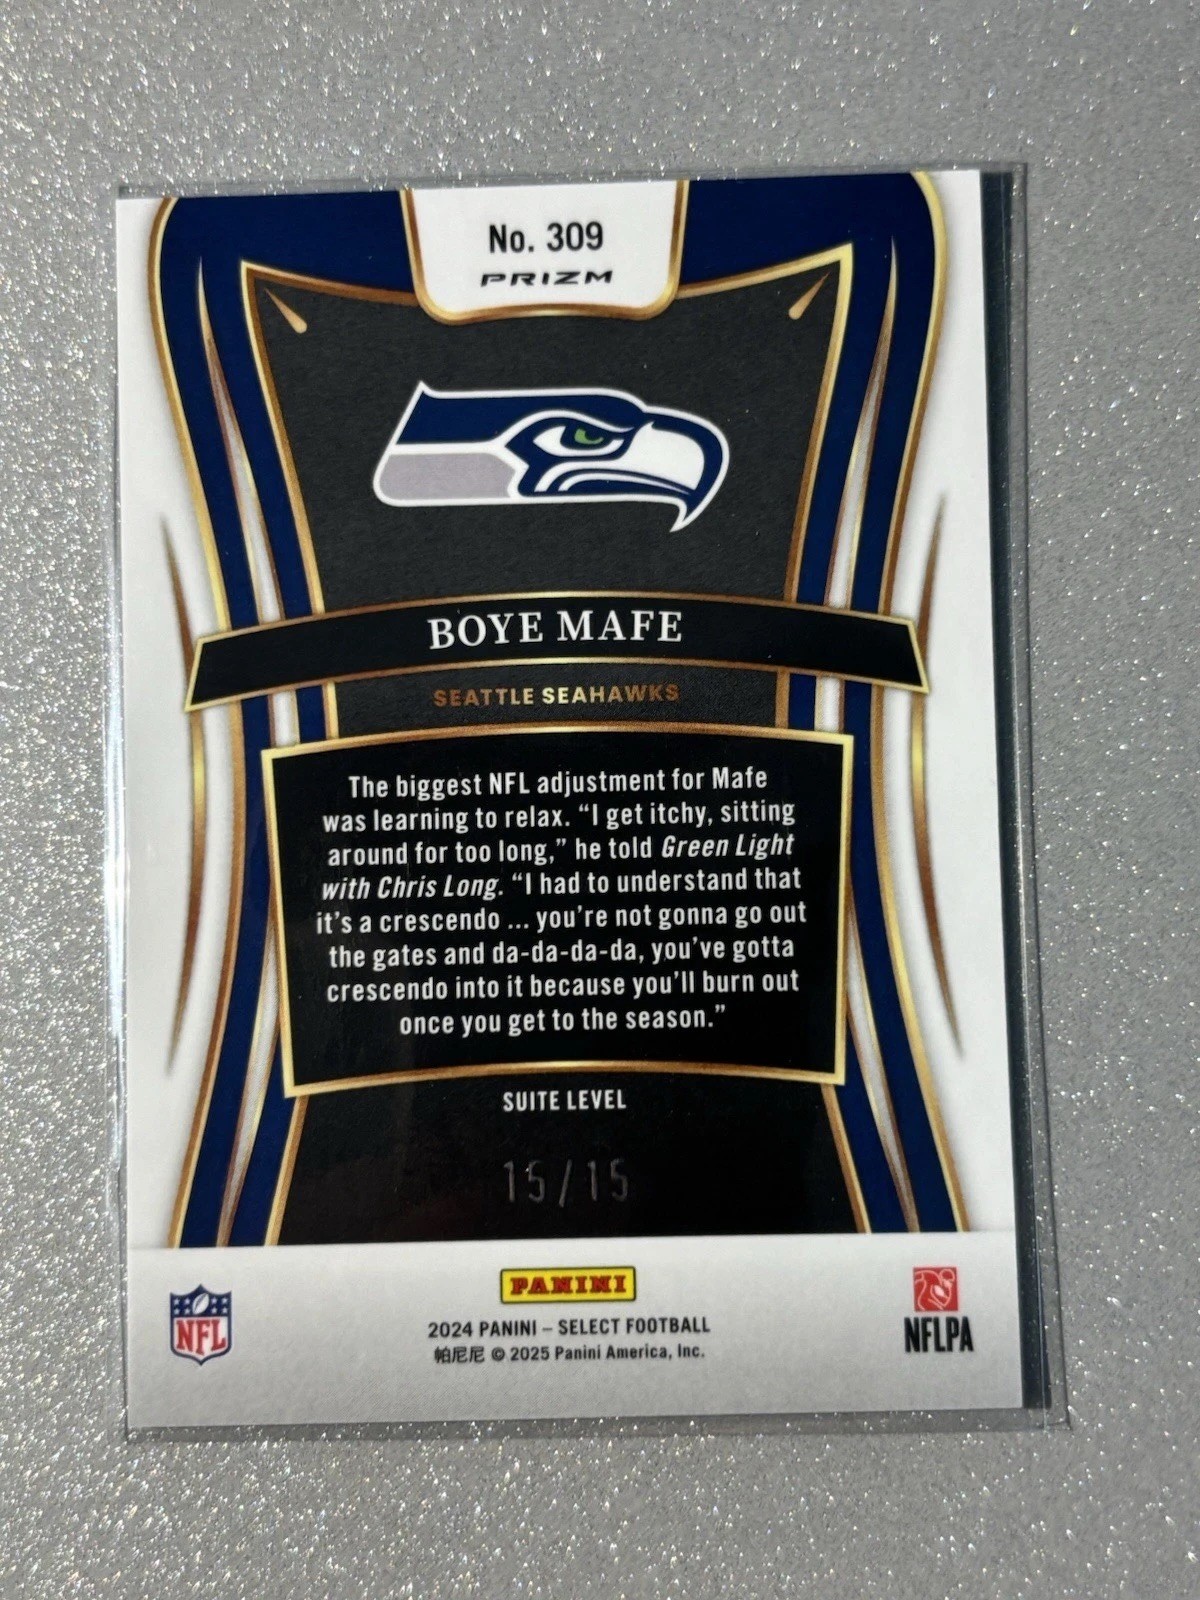 No. 309
PRIZM
BOYE MAFE
SEATTLE SEAHAWKS
The biggest NFL adjustment for Mafe
was learning to relax. “I get itchy, sitting
around for too long,” he told Green Light
with Chris Long. “I had to understand that
it’s a crescendo ... you’re not gonna go out
the gates and da-da-da-da, you’ve gotta
crescendo into it because you’ll burn out
once you get to the season.”
SUITE LEVEL
15/15
PANINI
NFL
2024 PANINI – SELECT FOOTBALL
帕尼尼 © 2025 Panini America, Inc.
NFLPA